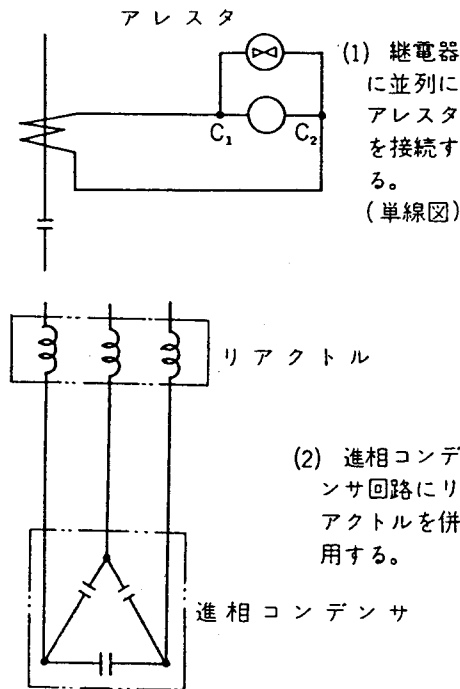 アレスタ
(1) 継電器
に並列に
アレスタ
を接続す
る。
(単線図)
C₁
C₂
リアクトル
(2) 進相コンデ
ンサ回路にリ
アクトルを併
用する。
進相コンデンサ